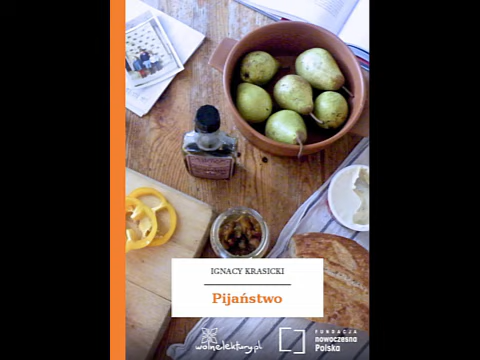 IGNACY KRASICKI
Pijaństwo
wolnelektury.pl
FUNDACJA
nowoczesna
Polska